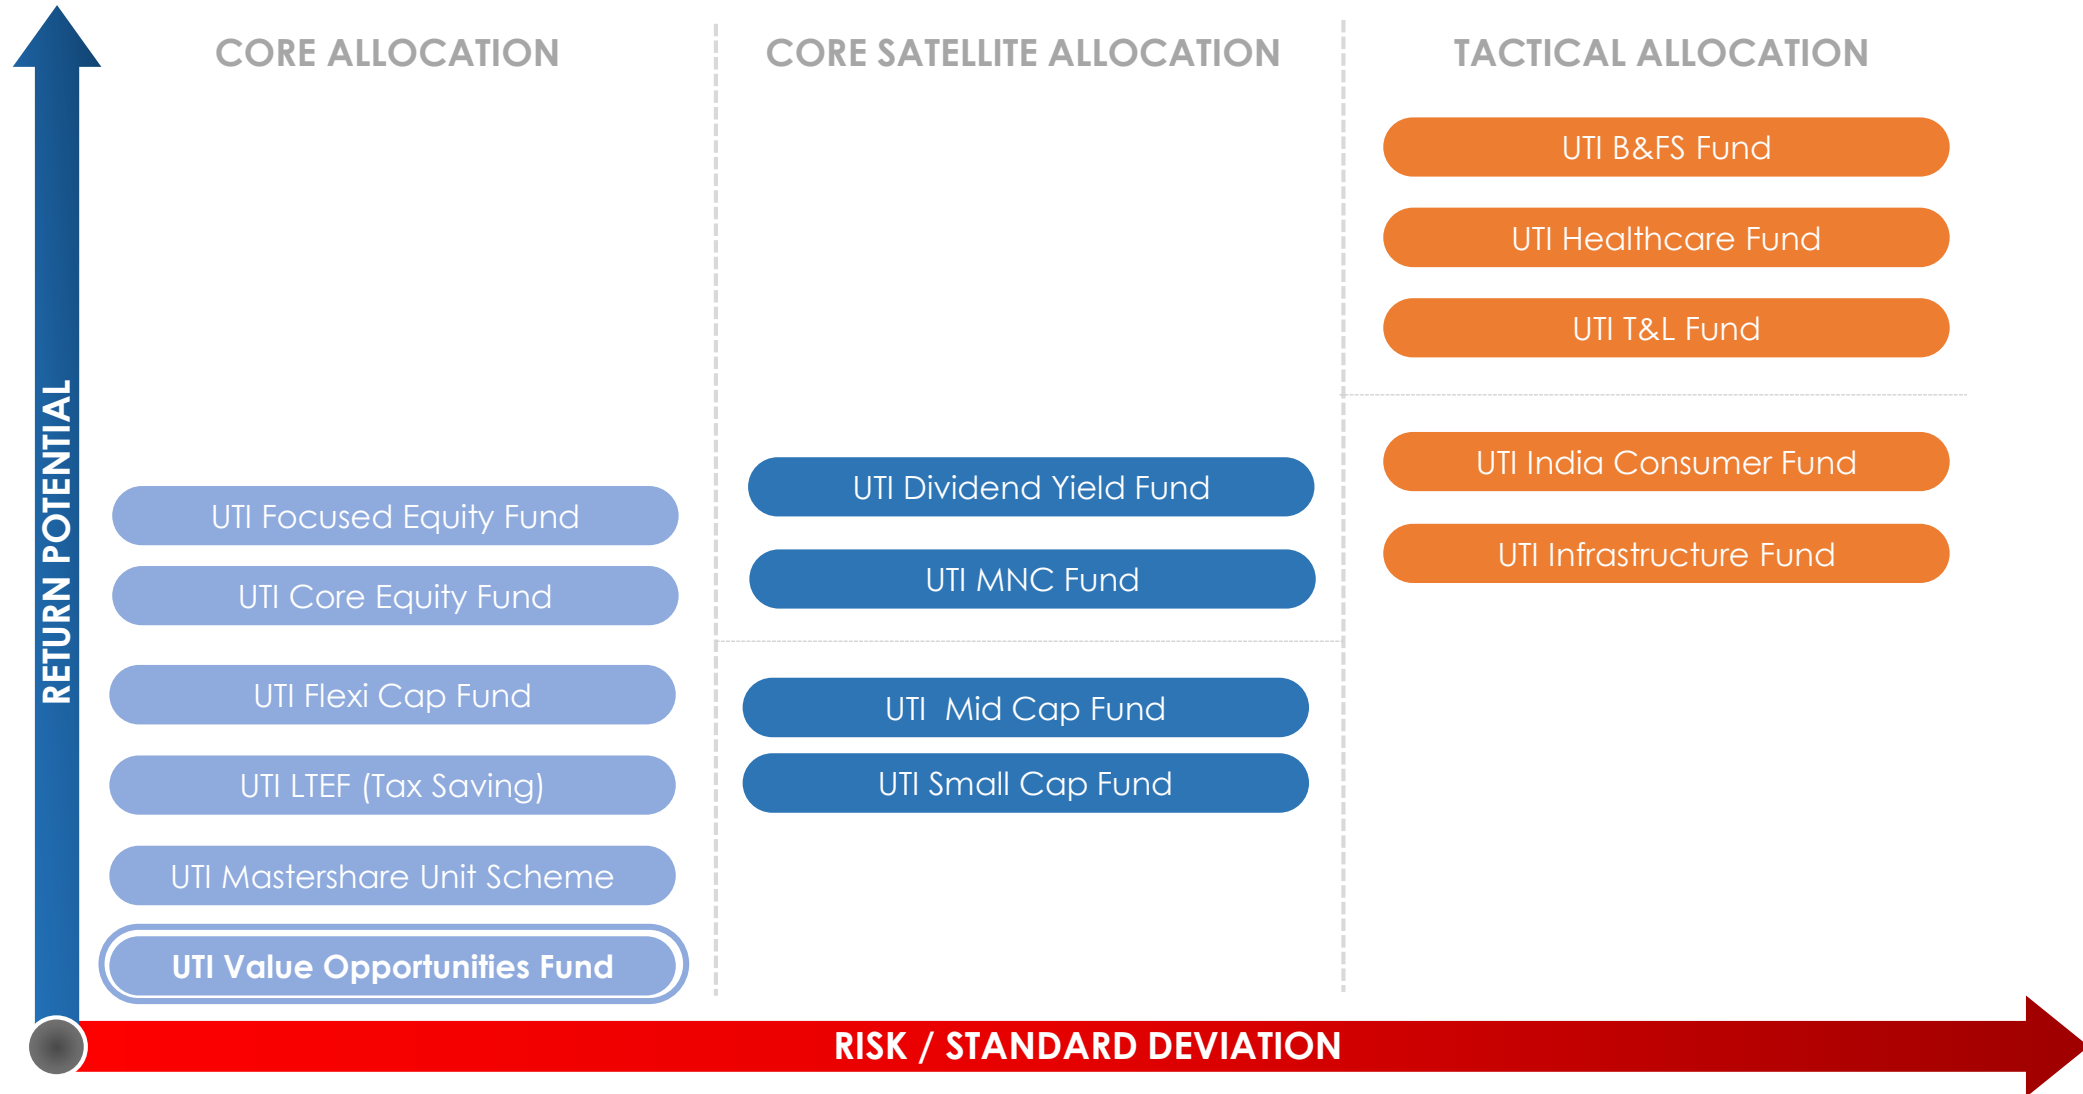 CORE ALLOCATION
CORE SATELLITE ALLOCATION
TACTICAL ALLOCATION
RETURN POTENTIAL
UTI Focused Equity Fund
UTI Core Equity Fund
UTI Flexi Cap Fund
UTI LTEF (Tax Saving)
UTI Mastershare Unit Scheme
UTI Value Opportunities Fund
UTI Dividend Yield Fund
UTI MNC Fund
UTI  Mid Cap Fund
UTI Small Cap Fund
UTI B&FS Fund
UTI Healthcare Fund
UTI T&L Fund
UTI India Consumer Fund
UTI Infrastructure Fund
RISK / STANDARD DEVIATION